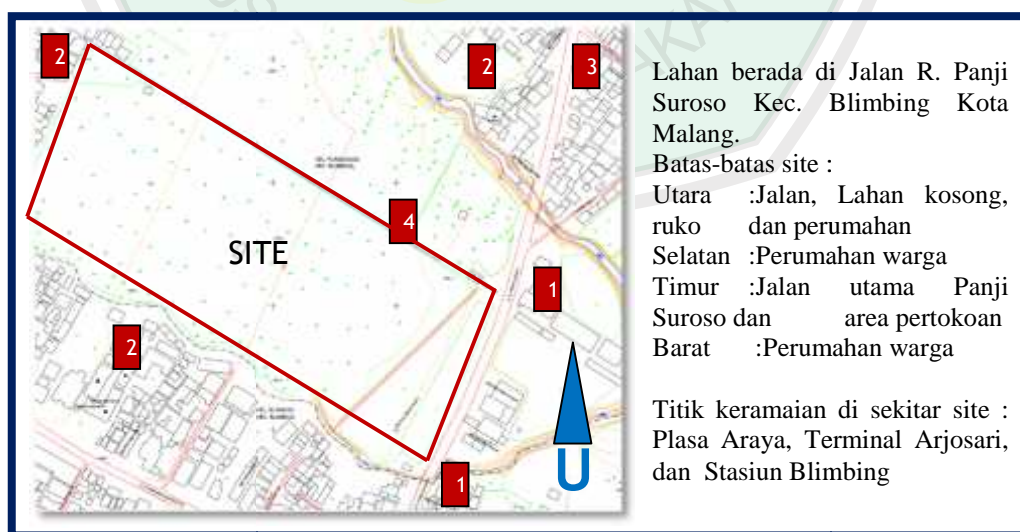 2
2
3
4
SITE
1
2
1
U
Lahan berada di Jalan R. Panji
Suroso Kec. Blimbing Kota
Malang.
Batas-batas site :
Utara :Jalan, Lahan kosong,
ruko dan perumahan
Selatan :Perumahan warga
Timur :Jalan utama Panji
Suroso dan area pertokoan
Barat :Perumahan warga
Titik keramaian di sekitar site :
Plasa Araya, Terminal Arjosari,
dan Stasiun Blimbing